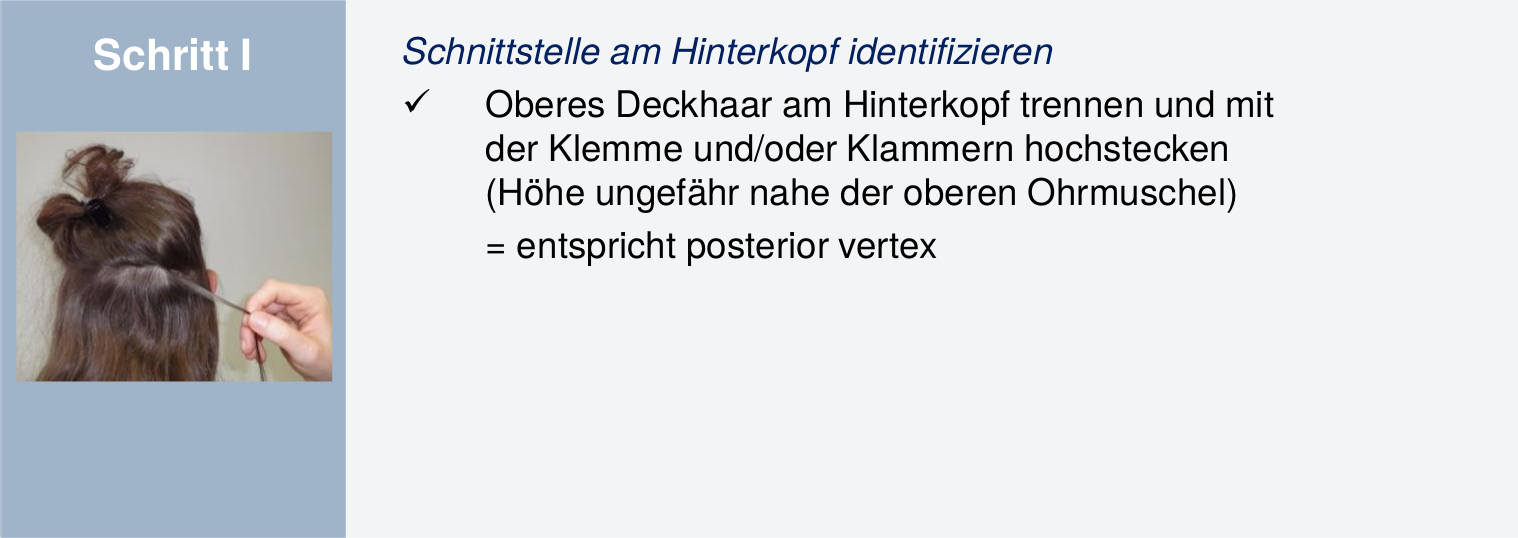 Schritt I
Schnittstelle am Hinterkopf identifizieren
✓ Oberes Deckhaar am Hinterkopf trennen und mit
der Klemme und/oder Klammern hochstecken
(Höhe ungefähr nahe der oberen Ohrmuschel)
= entspricht posterior vertex